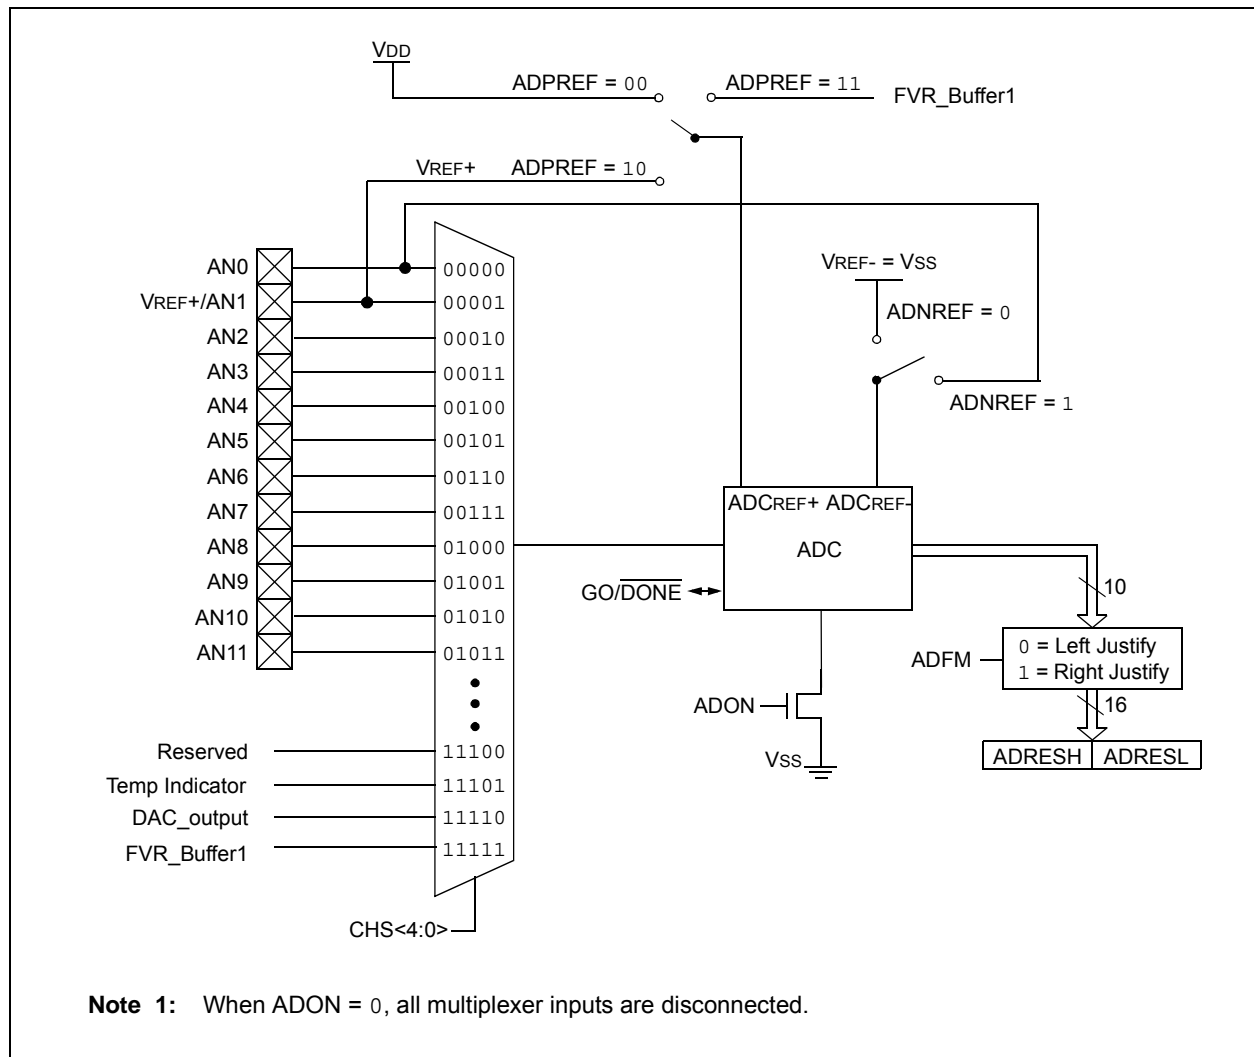 VDD
ADPREF = 00
ADPREF = 11
FVR_Buffer1
VREF+ ADPREF = 10
AN0
VREF+/AN1
AN2
AN3
AN4
AN5
AN6
AN7
AN8
AN9
AN10
AN11
Reserved
Temp Indicator
DAC_output
FVR_Buffer1
00000
00001
00010
00011
00100
00101
00110
00111
01000
01001
01010
01011
11100
11101
11110
11111
CHS<4:0>
VREF- = VSS
ADNREF = 0
ADNREF = 1
ADCREF+ ADCREF-
ADC
GO/DONE
ADON
VSS
10
ADFM
0 = Left Justify
1 = Right Justify
16
ADRESH ADRESL
Note 1: When ADON = 0, all multiplexer inputs are disconnected.